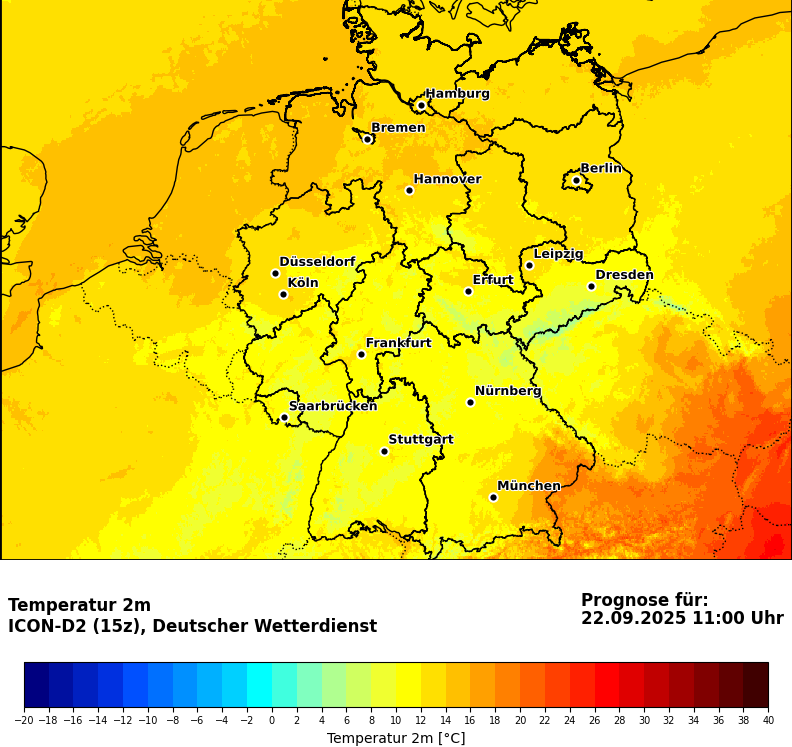 Hamburg
Bremen
Berlin
Hannover
Leipzig
Düsseldorf
Dresden
Köln
Erfurt
Frankfurt
Nürnberg
Saarbrücken
Stuttgart
München
Temperatur 2m
ICON-D2 (15z), Deutscher Wetterdienst
Prognose für:
22.09.2025 11:00 Uhr
−20 −18 −16 −14 −12 −10 −8 −6 −4 −2 0 2 4 6 8 10 12 14 16 18 20 22 24 26 28 30 32 34 36 38 40
Temperatur 2m [°C]